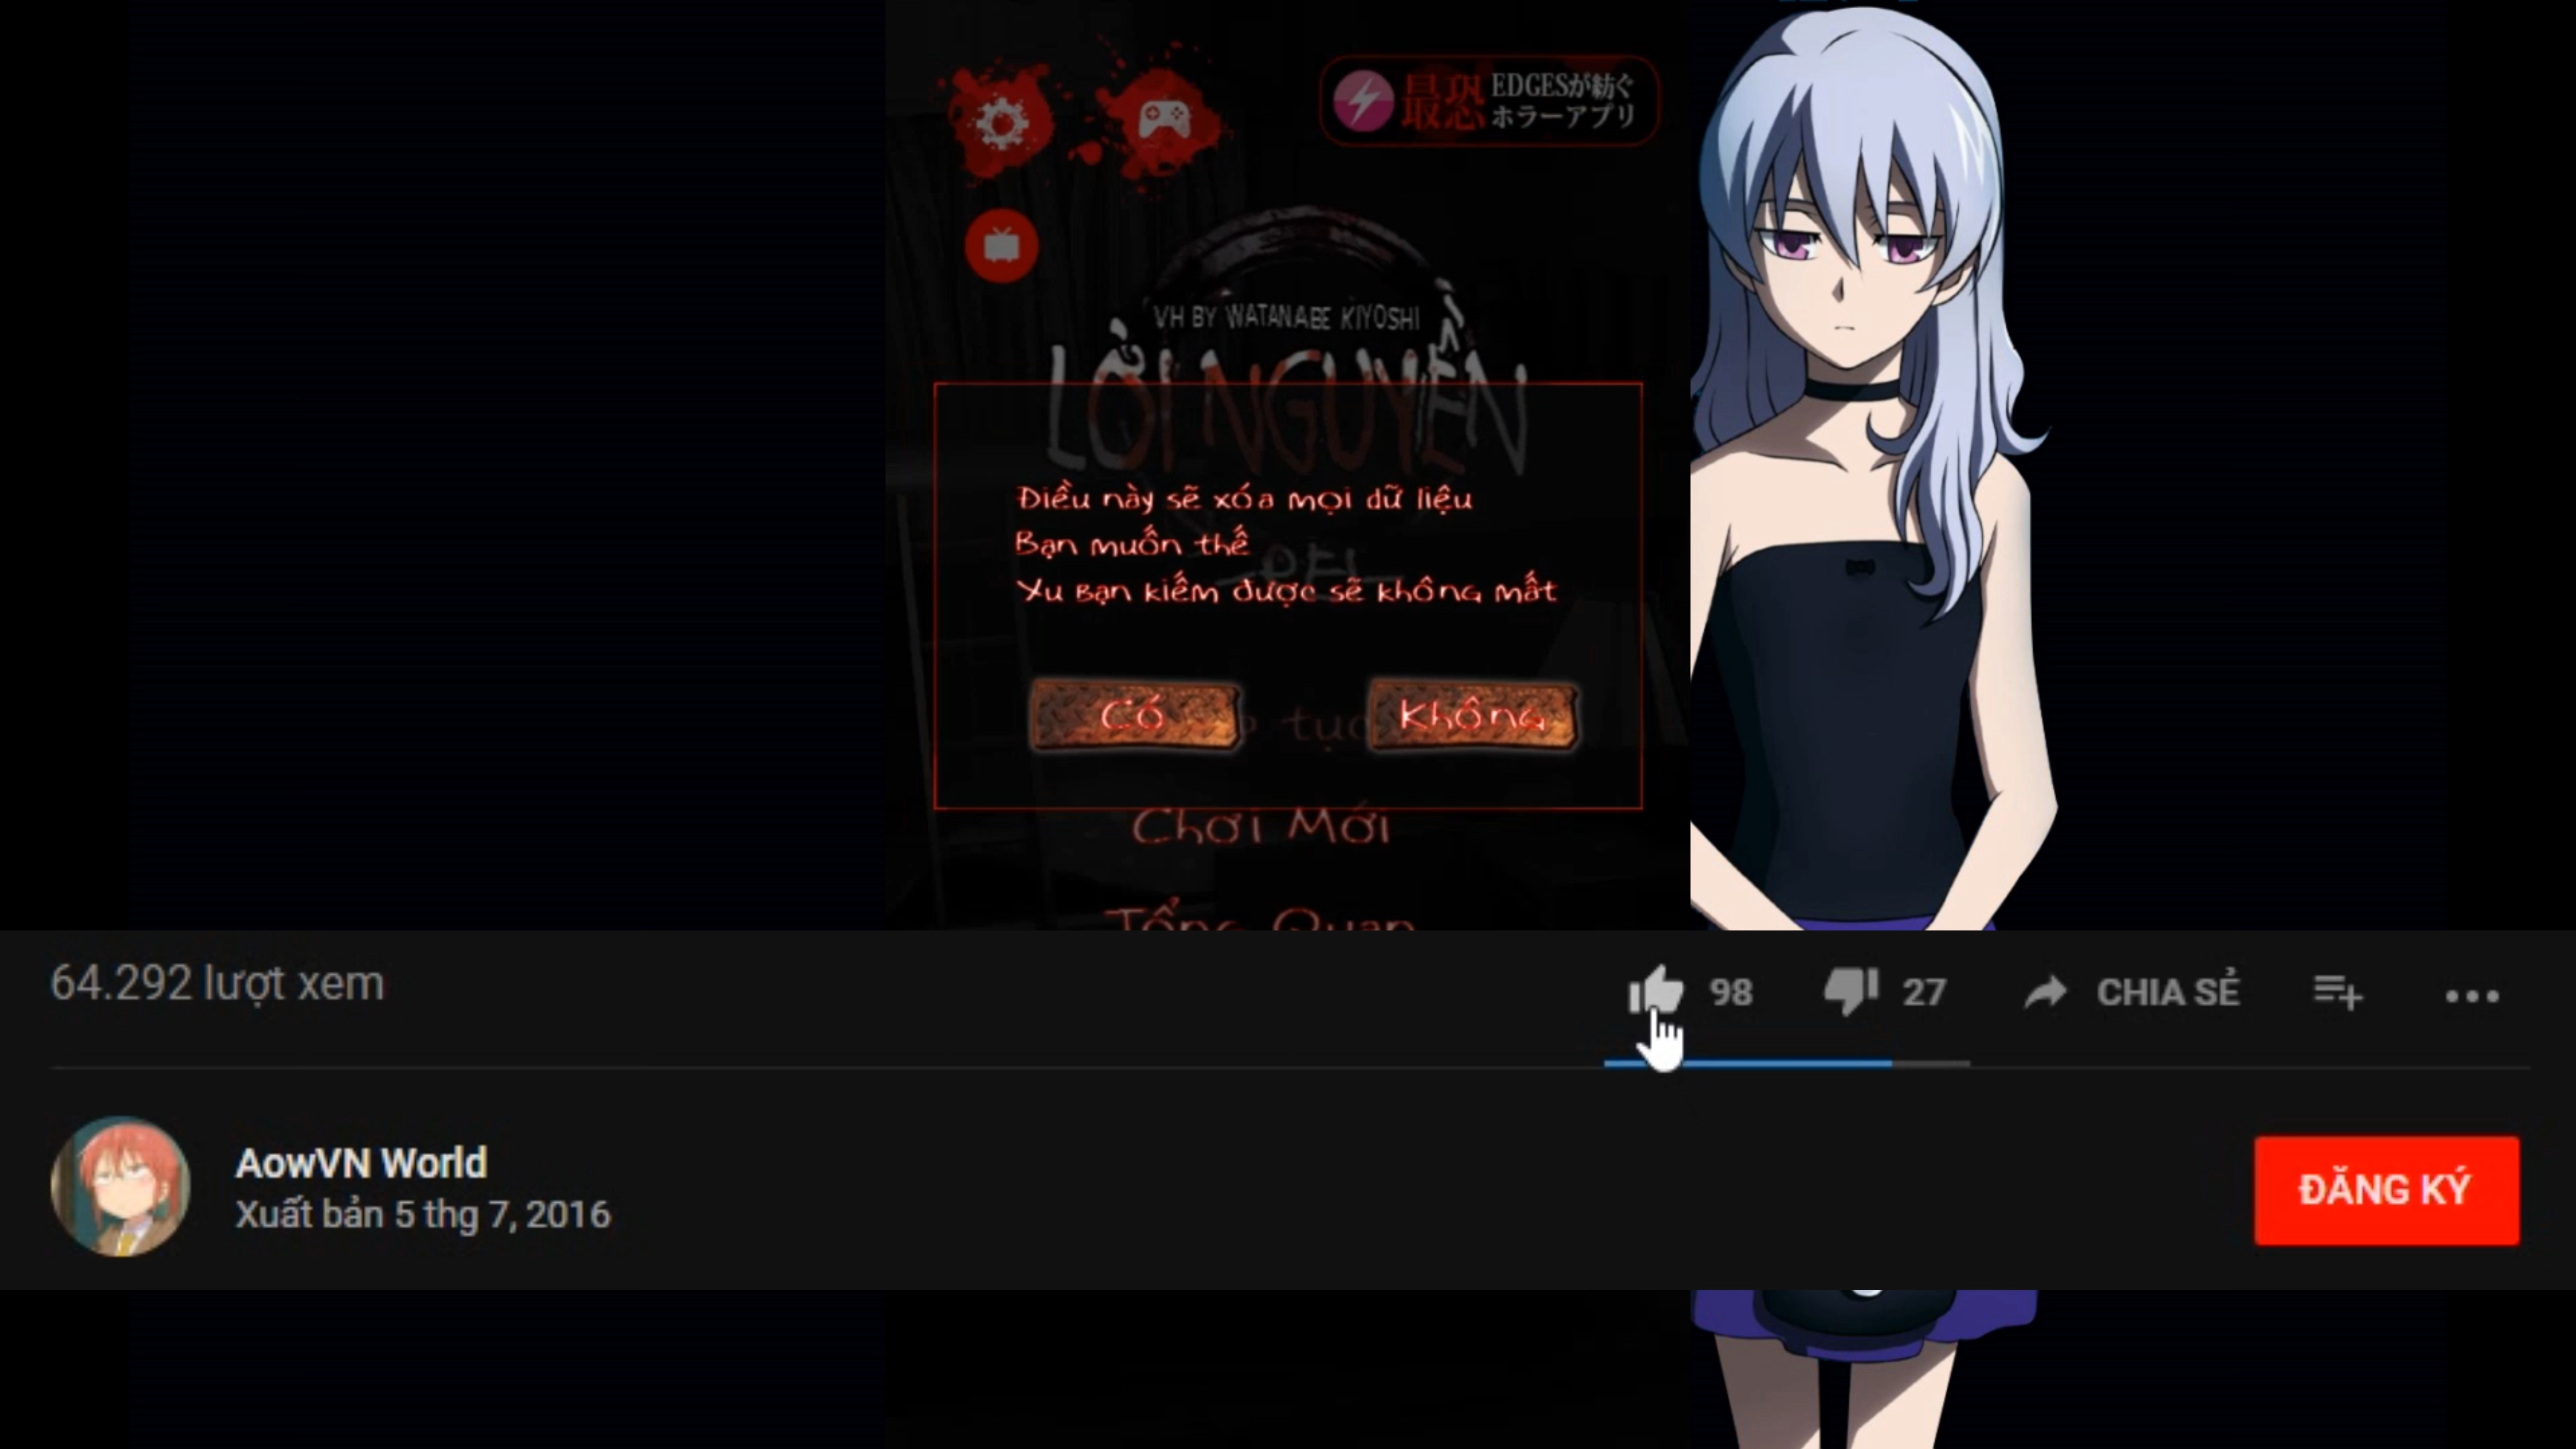 最恐 EDGESが紡ぐ
ホラーアプリ
VH BY WATANABE KIYOSHI
LỜI NGUYỀN
Điều này sẽ xóa mọi dữ liệu
Bạn muốn thế
Xu bạn kiếm được sẽ không mất
Có
Không
tục
Chơi Mới
Tổng Quan
64.292 lượt xem
98
27
CHIA SẺ
AowVN World
Xuất bản 5 thg 7, 2016
ĐĂNG KÝ